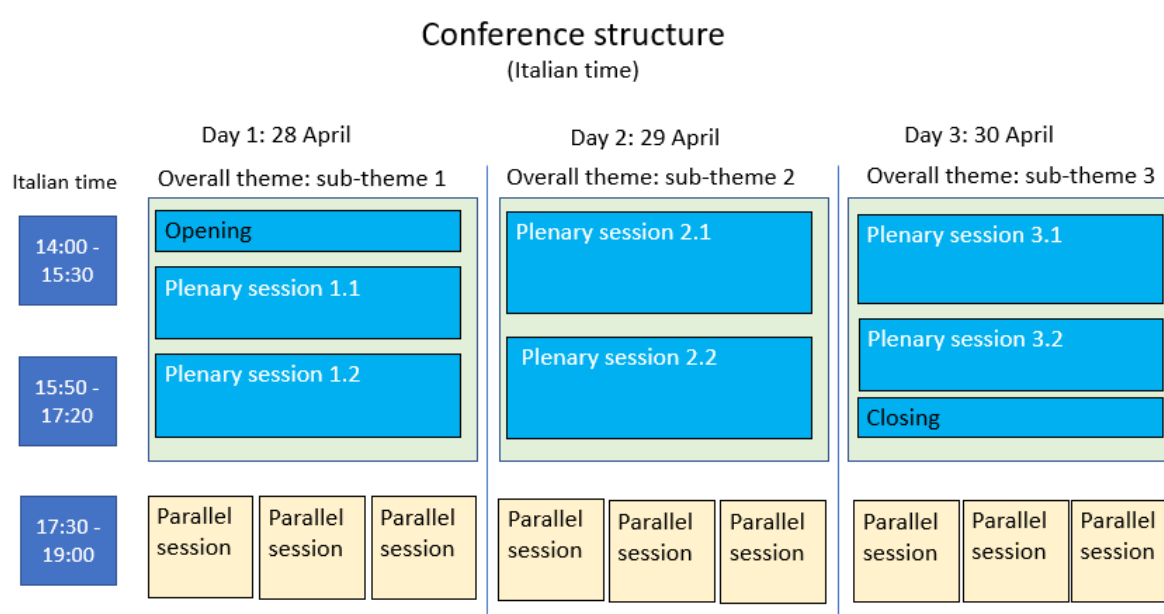 Conference structure
(Italian time)
Day 1: 28 April
Day 2: 29 April
Day 3: 30 April
Italian time
Overall theme: sub-theme 1
Overall theme: sub-theme 2
Overall theme: sub-theme 3
14:00 -
15:30
Opening
Plenary session 1.1
Plenary session 2.1
Plenary session 3.1
15:50 -
17:20
Plenary session 1.2
Plenary session 2.2
Plenary session 3.2
Closing
17:30 -
19:00
Parallel
session
Parallel
session
Parallel
session
Parallel
session
Parallel
session
Parallel
session
Parallel
session
Parallel
session
Parallel
session